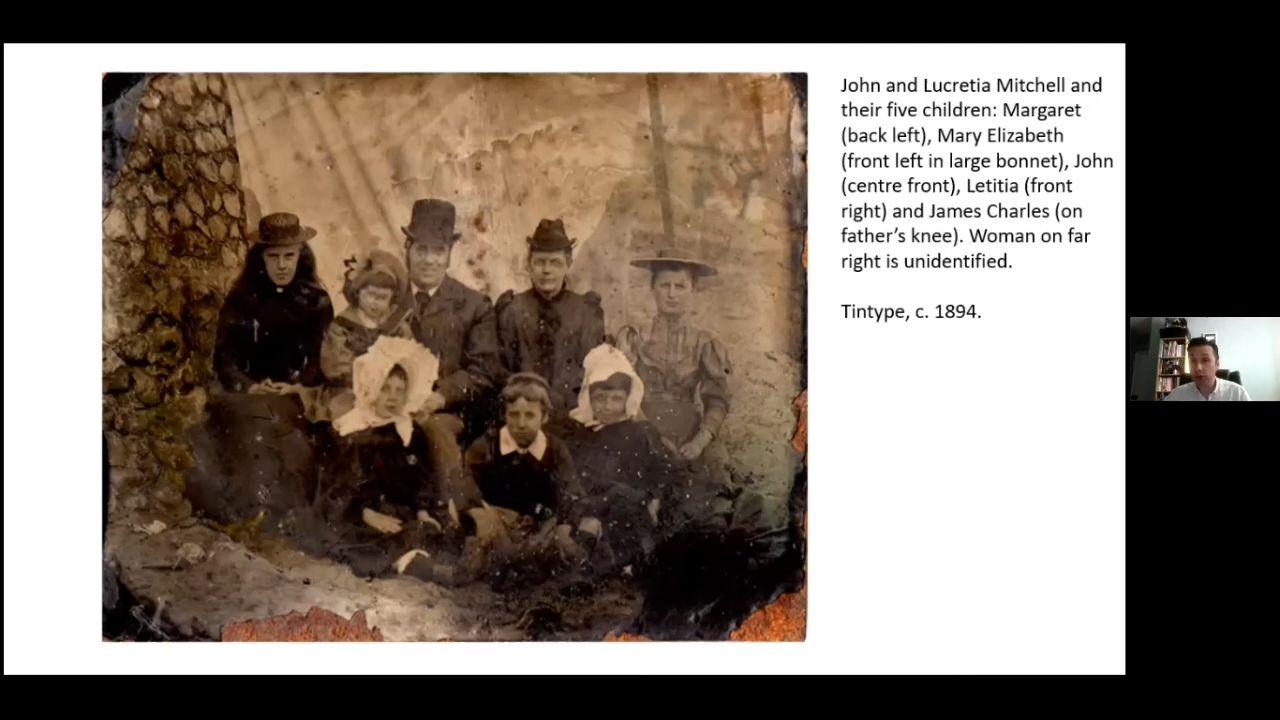 John and Lucretia Mitchell and
their five children: Margaret
(back left), Mary Elizabeth
(front left in large bonnet), John
(centre front), Letitia (front
right) and James Charles (on
father’s knee). Woman on far
right is unidentified.
Tintype, c. 1894.